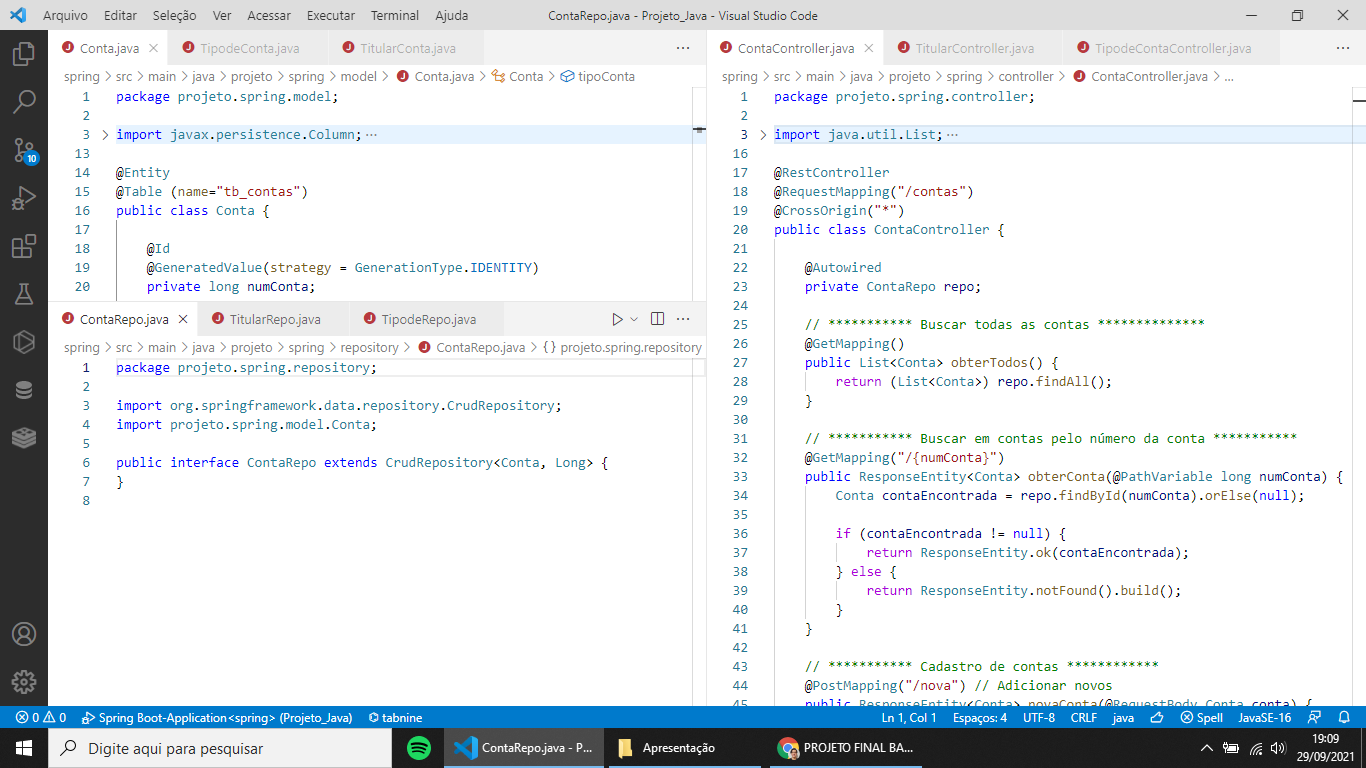 Arquivo Editar Seleção Ver Acessar Executar Terminal Ajuda
ContaRepo.java - Projeto_Java - Visual Studio Code
10
Conta.java TipodeConta.java TitularConta.java
spring > src > main > java > projeto > spring > model > Conta.java > Conta > tipoConta
1 package projeto.spring.model;
2
3 import javax.persistence.Column; ...
13
14 @Entity
15 @Table (name="tb_contas")
16 public class Conta {
17
18 @Id
19 @GeneratedValue(strategy = GenerationType.IDENTITY)
20 private long numConta;
ContaRepo.java TitularRepo.java TipodeRepo.java
spring > src > main > java > projeto > spring > repository > ContaRepo.java > {} projeto.spring.repository
1 package projeto.spring.repository;
2
3 import org.springframework.data.repository.CrudRepository;
4 import projeto.spring.model.Conta;
5
6 public interface ContaRepo extends CrudRepository<Conta, Long> {
7 }
8
ContaController.java TitularController.java TipodeContaController.java
spring > src > main > java > projeto > spring > controller > ContaController.java > ...
1 package projeto.spring.controller;
2
3 import java.util.List; ...
16
17 @RestController
18 @RequestMapping("/contas")
19 @CrossOrigin("*")
20 public class ContaController {
21
22 @Autowired
23 private ContaRepo repo;
24
25 // *********** Buscar todas as contas **************
26 @GetMapping()
27 public List<Conta> obterTodos() {
28 return (List<Conta>) repo.findAll();
29 }
30
31 // *********** Buscar em contas pelo número da conta ***********
32 @GetMapping("/{numConta}")
33 public ResponseEntity<Conta> obterConta(@PathVariable long numConta) {
34 Conta contaEncontrada = repo.findById(numConta).orElse(null);
35
36 if (contaEncontrada != null) {
37 return ResponseEntity.ok(contaEncontrada);
38 } else {
39 return ResponseEntity.notFound().build();
40 }
41 }
42
43 // *********** Cadastro de contas ************
44 @PostMapping("/nova") // Adicionar novos
45 public ResponseEntity<Conta> novaConta(@RequestBody Conta conta) {
0 0 Spring Boot-Application<spring> (Projeto_Java) tabnine
Ln 1, Col 1 Espaços: 4 UTF-8 CRLF java Spell JavaSE-16
Digite aqui para pesquisar
ContaRepo.java - P...
Apresentação
PROJETO FINAL BA...
19:09
29/09/2021